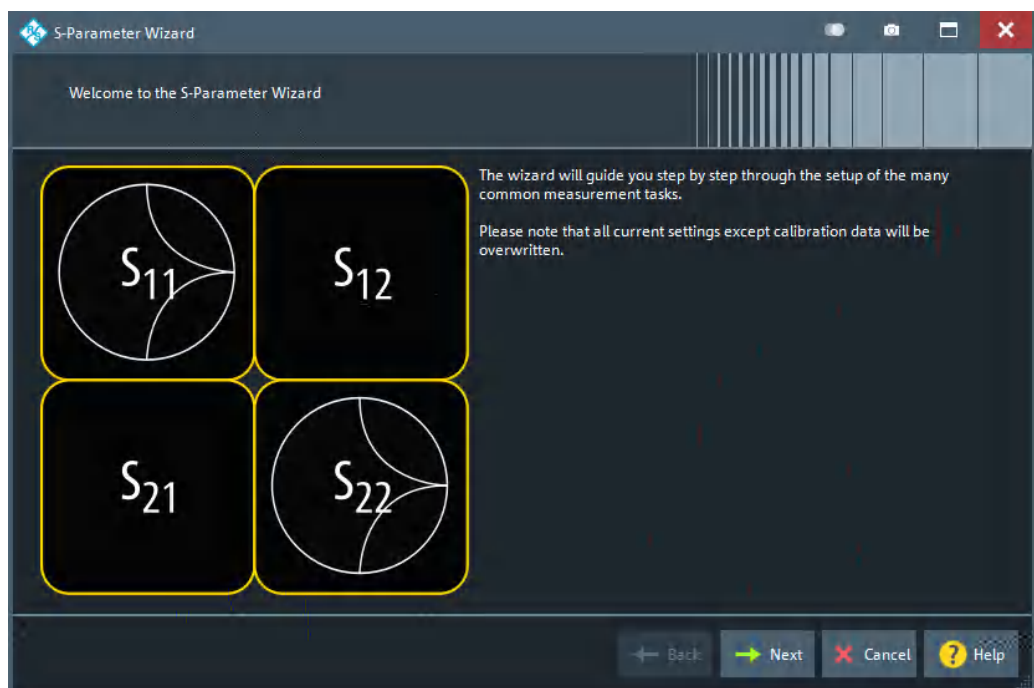 S-Parameter Wizard
Welcome to the S-Parameter Wizard
S11
S12
S21
S22
The wizard will guide you step by step through the setup of the many
common measurement tasks.
Please note that all current settings except calibration data will be
overwritten.
Back
Next
Cancel
? Help